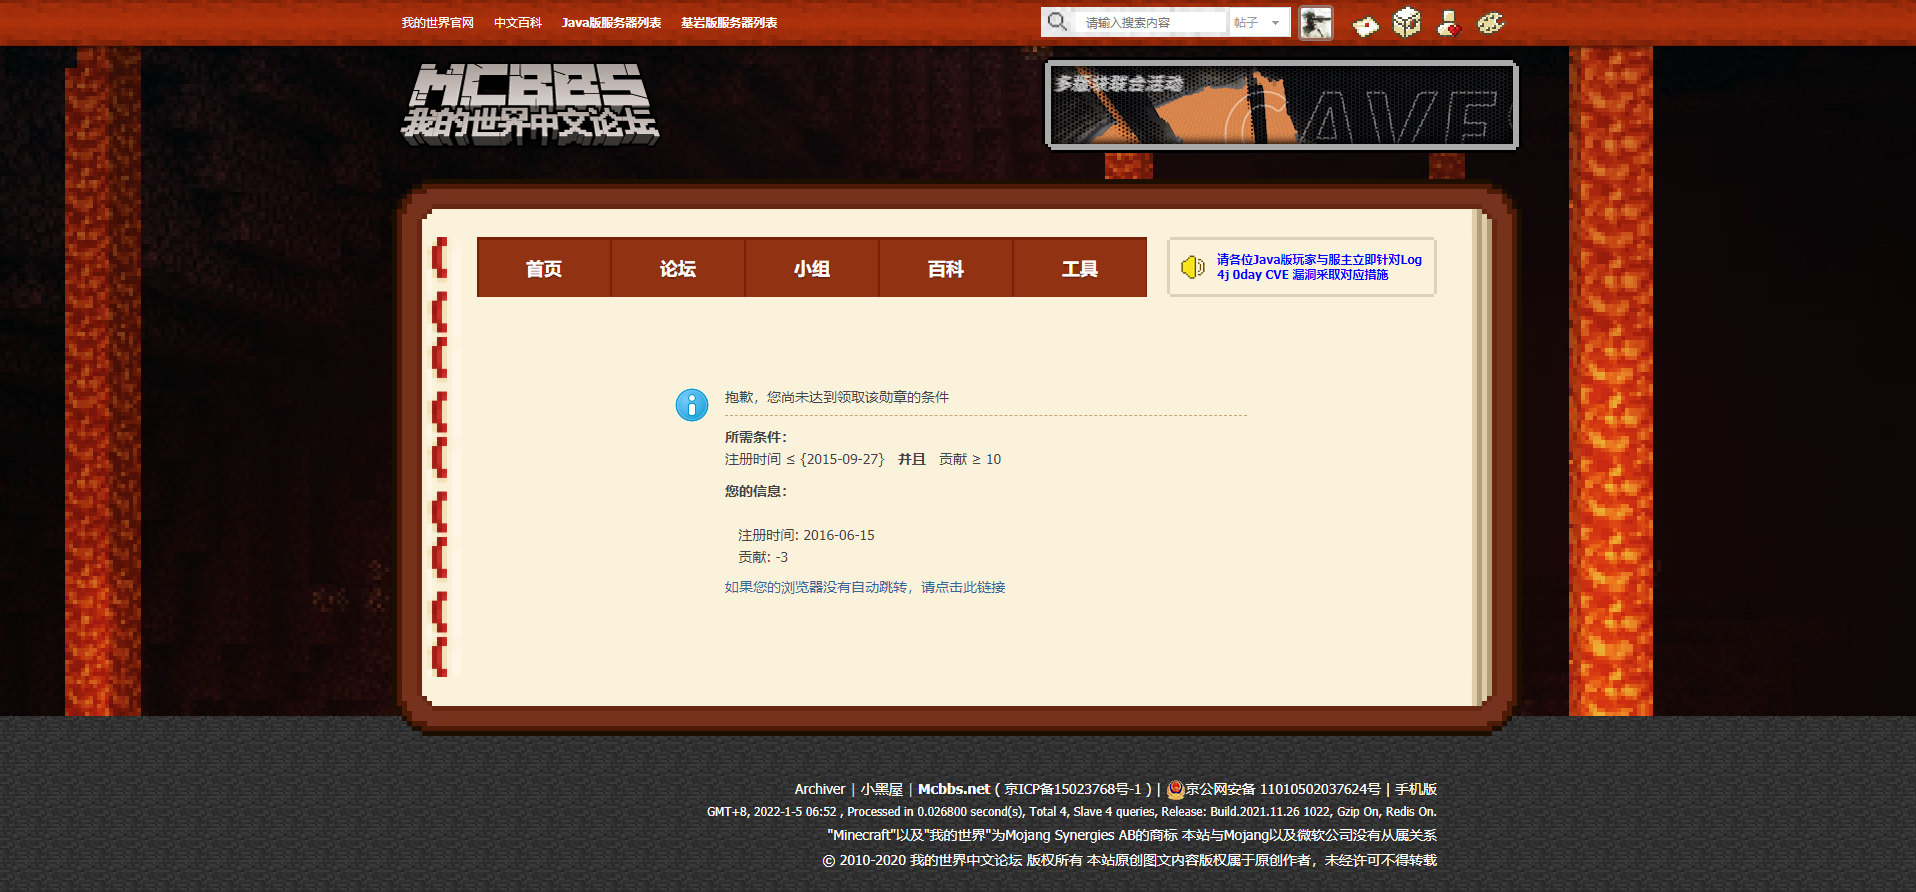 我的世界官网 中文百科 Java版服务器列表 基岩版服务器列表 请输入搜索内容 帖子
MCBBS
我的世界中文论坛
多版块联合活动
CAVES
首页 论坛 小组 百科 工具
请各位Java版玩家与服主立即针对Log
4j 0day CVE 漏洞采取对应措施
抱歉，您尚未达到领取该勋章的条件
所需条件：
注册时间 ≤ {2015-09-27} 并且 贡献 ≥ 10
您的信息：
注册时间: 2016-06-15
贡献: -3
如果您的浏览器没有自动跳转，请点击此链接
Archiver | 小黑屋 | Mcbbs.net ( 京ICP备15023768号-1 ) | 京公网安备 11010502037624号 | 手机版
GMT+8, 2022-1-5 06:52 , Processed in 0.026800 second(s), Total 4, Slave 4 queries, Release: Build.2021.11.26 1022, Gzip On, Redis On.
"Minecraft"以及"我的世界"为Mojang Synergies AB的商标 本站与Mojang以及微软公司没有从属关系
© 2010-2020 我的世界中文论坛 版权所有 本站原创图文内容版权属于原创作者，未经许可不得转载